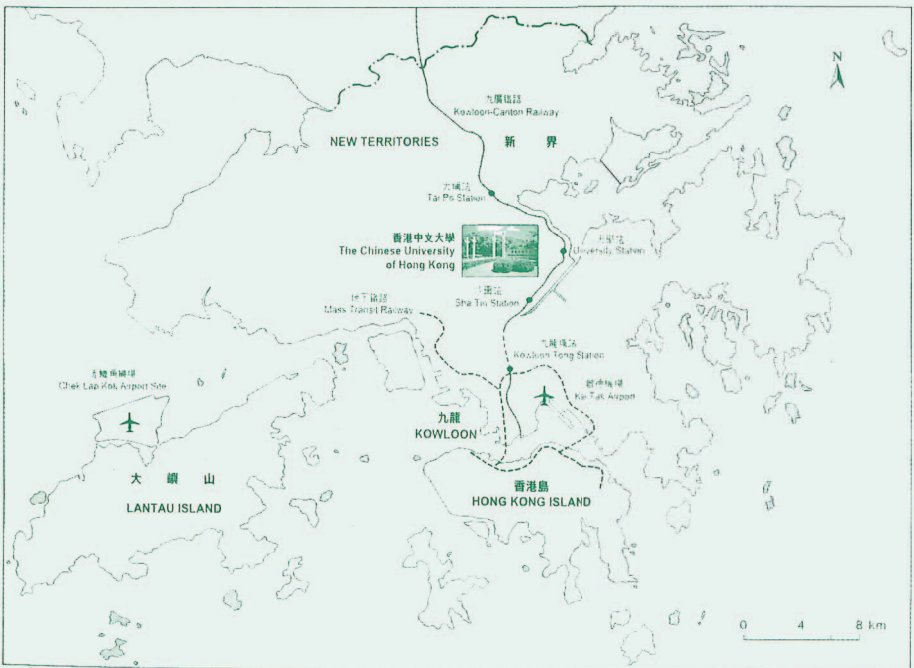 N
九廣鐵路
Kowloon-Canton Railway
NEW TERRITORIES
新界
大埔站
Tai Po Station
香港中文大學
The Chinese University
of Hong Kong
大學站
University Station
地下鐵路
Mass Transit Railway
沙田站
Sha Tin Station
九龍塘站
Kowloon Tong Station
赤鱲角機場
Chek Lap Kok Airport Site
啟德機場
Kai Tak Airport
九龍
KOWLOON
大嶼山
LANTAU ISLAND
香港島
HONG KONG ISLAND
0 4 8 km